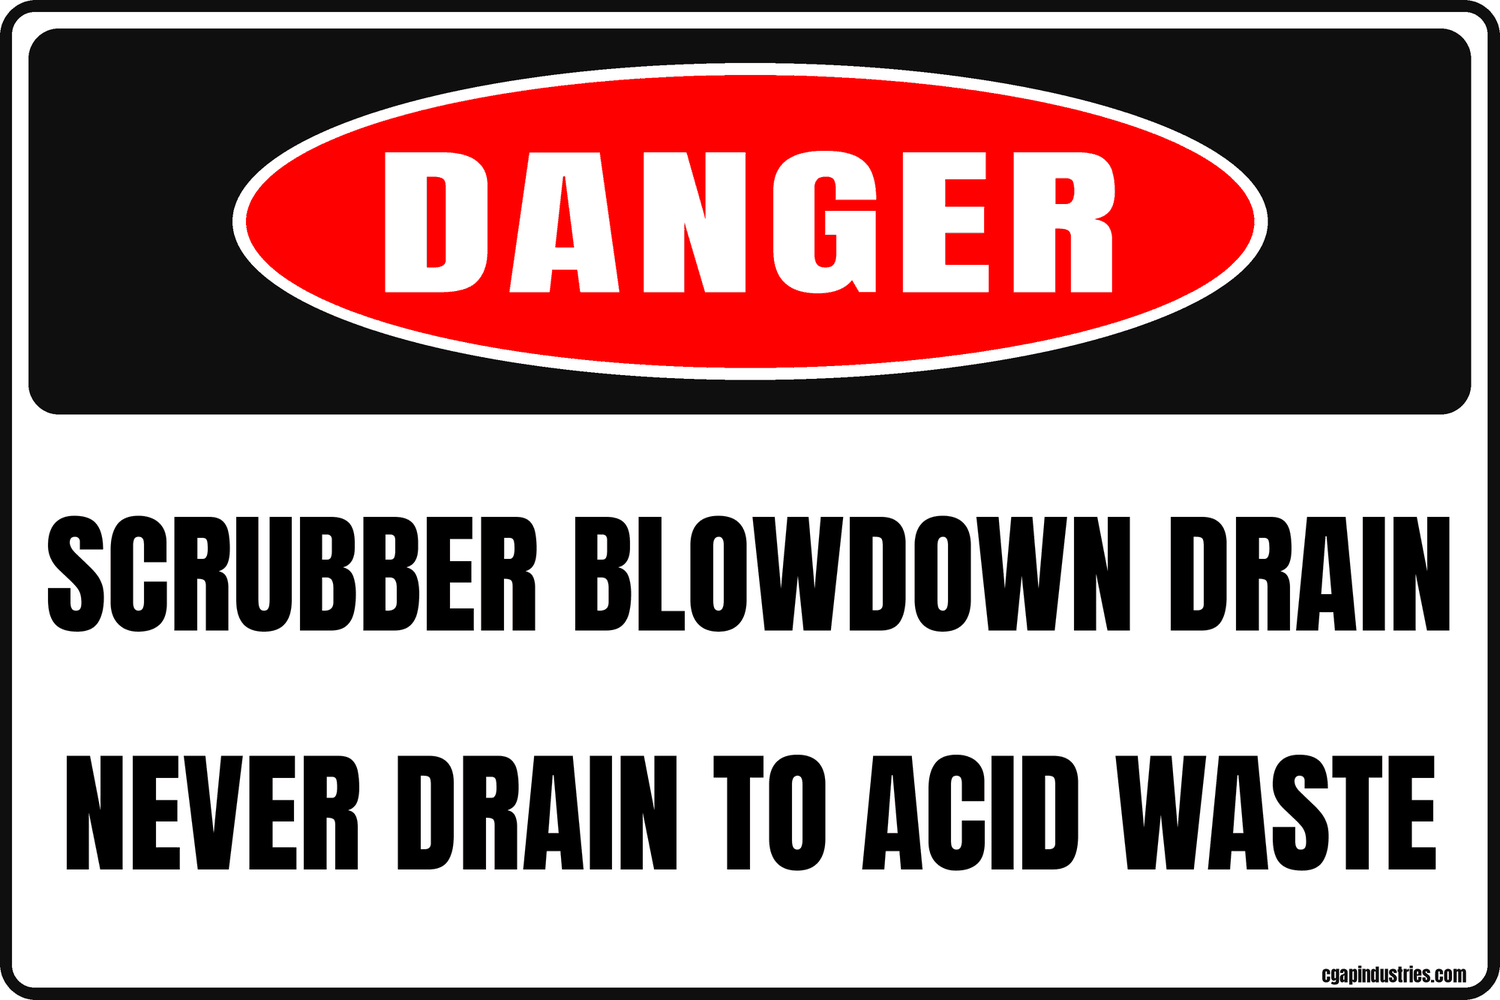 DANGER
SCRUBBER BLOWDOWN DRAIN
NEVER DRAIN TO ACID WASTE
cgapindustries.com